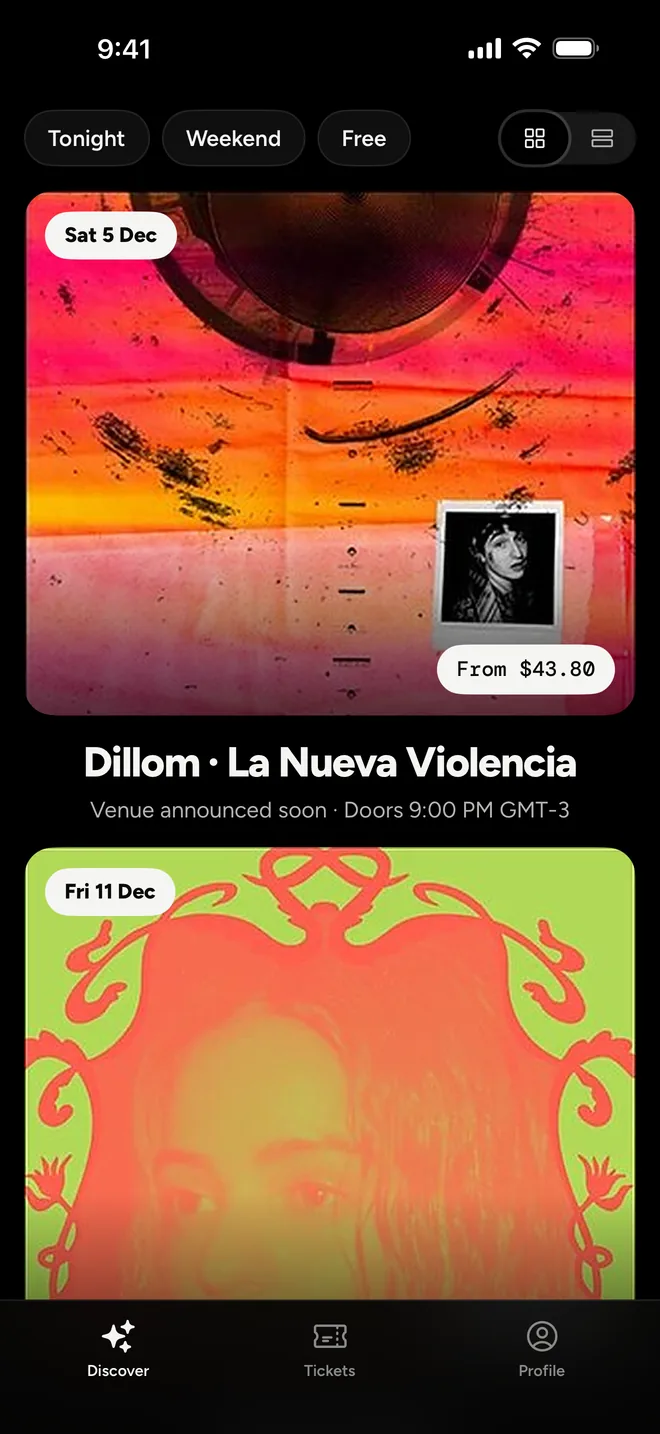 9:41
Tonight
Weekend
Free
Sat 5 Dec
From $43.80
Dillom · La Nueva Violencia
Venue announced soon · Doors 9:00 PM GMT-3
Fri 11 Dec
Discover
Tickets
Profile